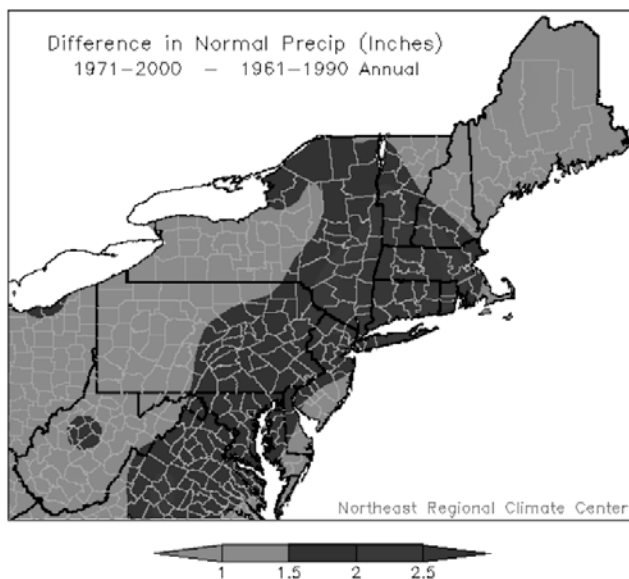 Difference in Normal Precip (Inches)
1971-2000 - 1961-1990 Annual
Northeast Regional Climate Center
1 1.5 2 2.5